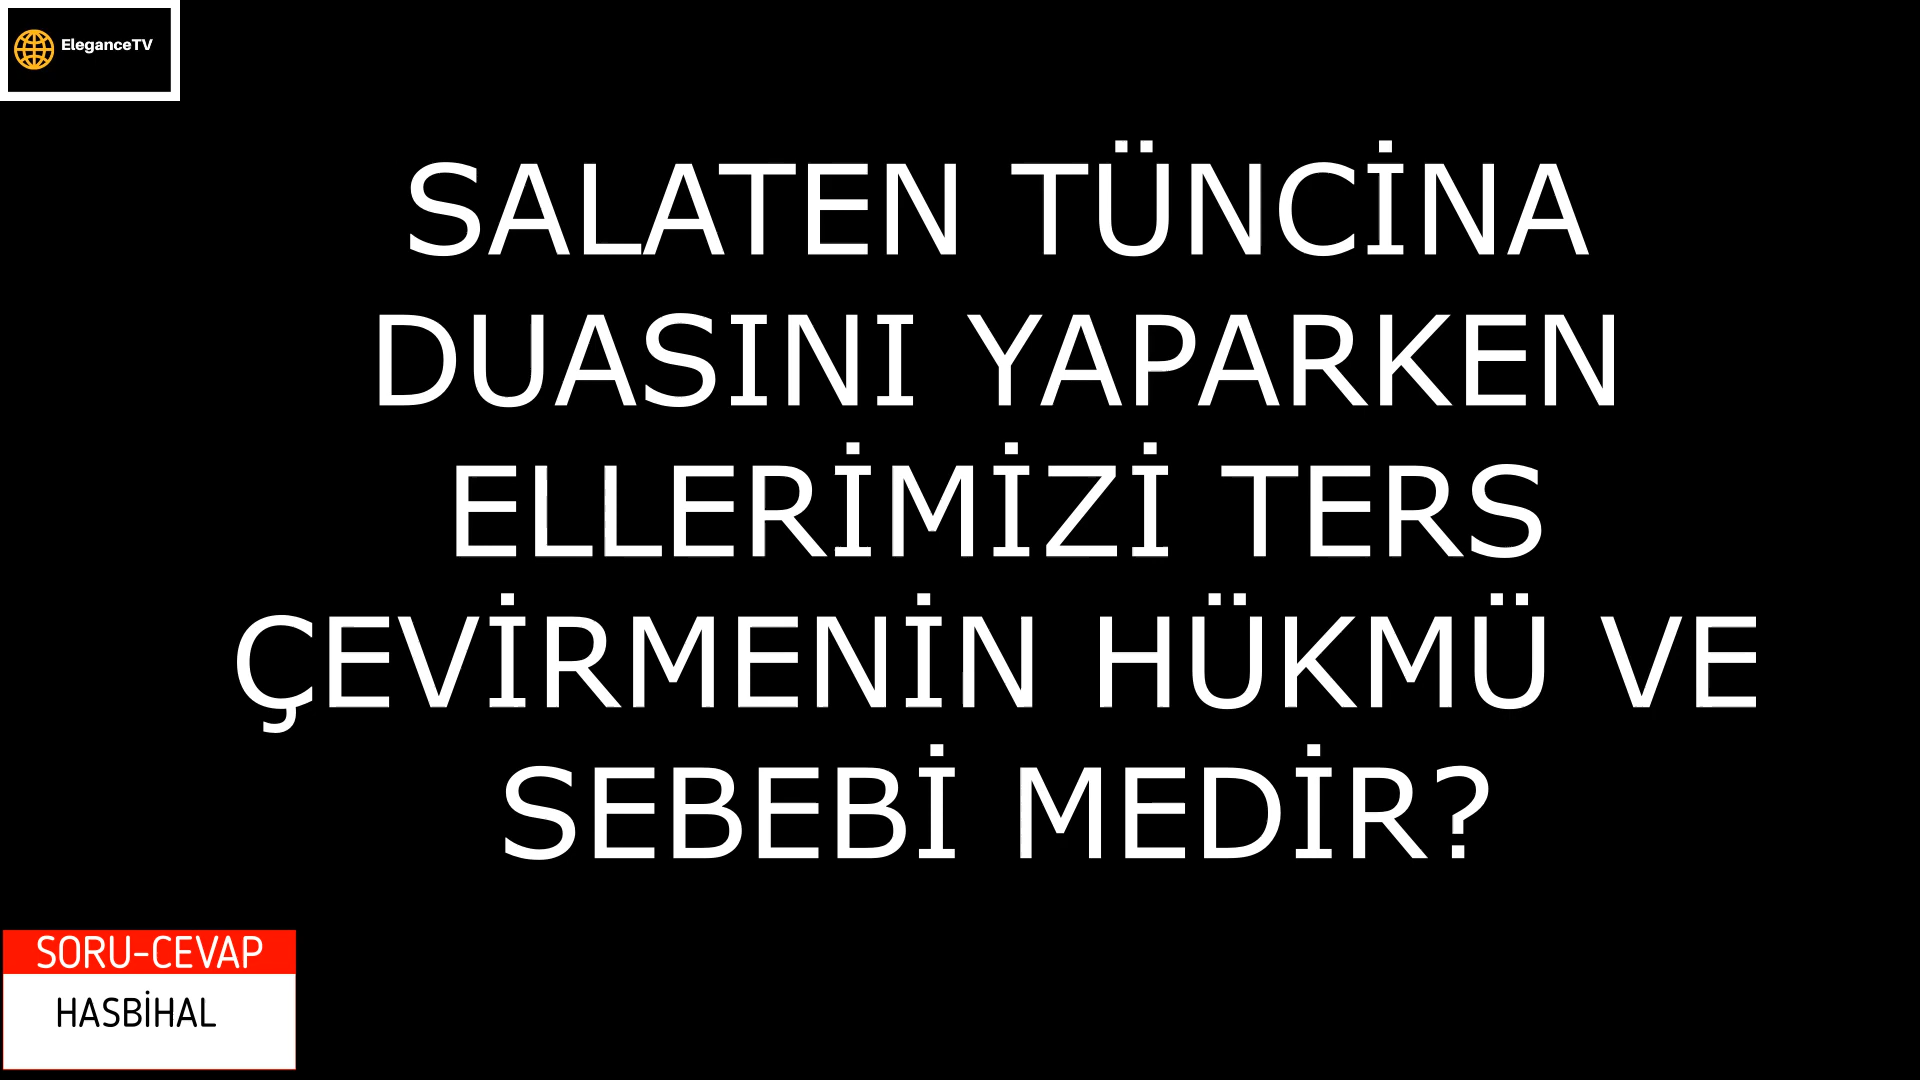 EleganceTV
SALATEN TÜNCİNA
DUASINI YAPARKEN
ELLERİMİZİ TERS
ÇEVİRMENİN HÜKMÜ VE
SEBEBİ MEDİR?
SORU-CEVAP
HASBİHAL